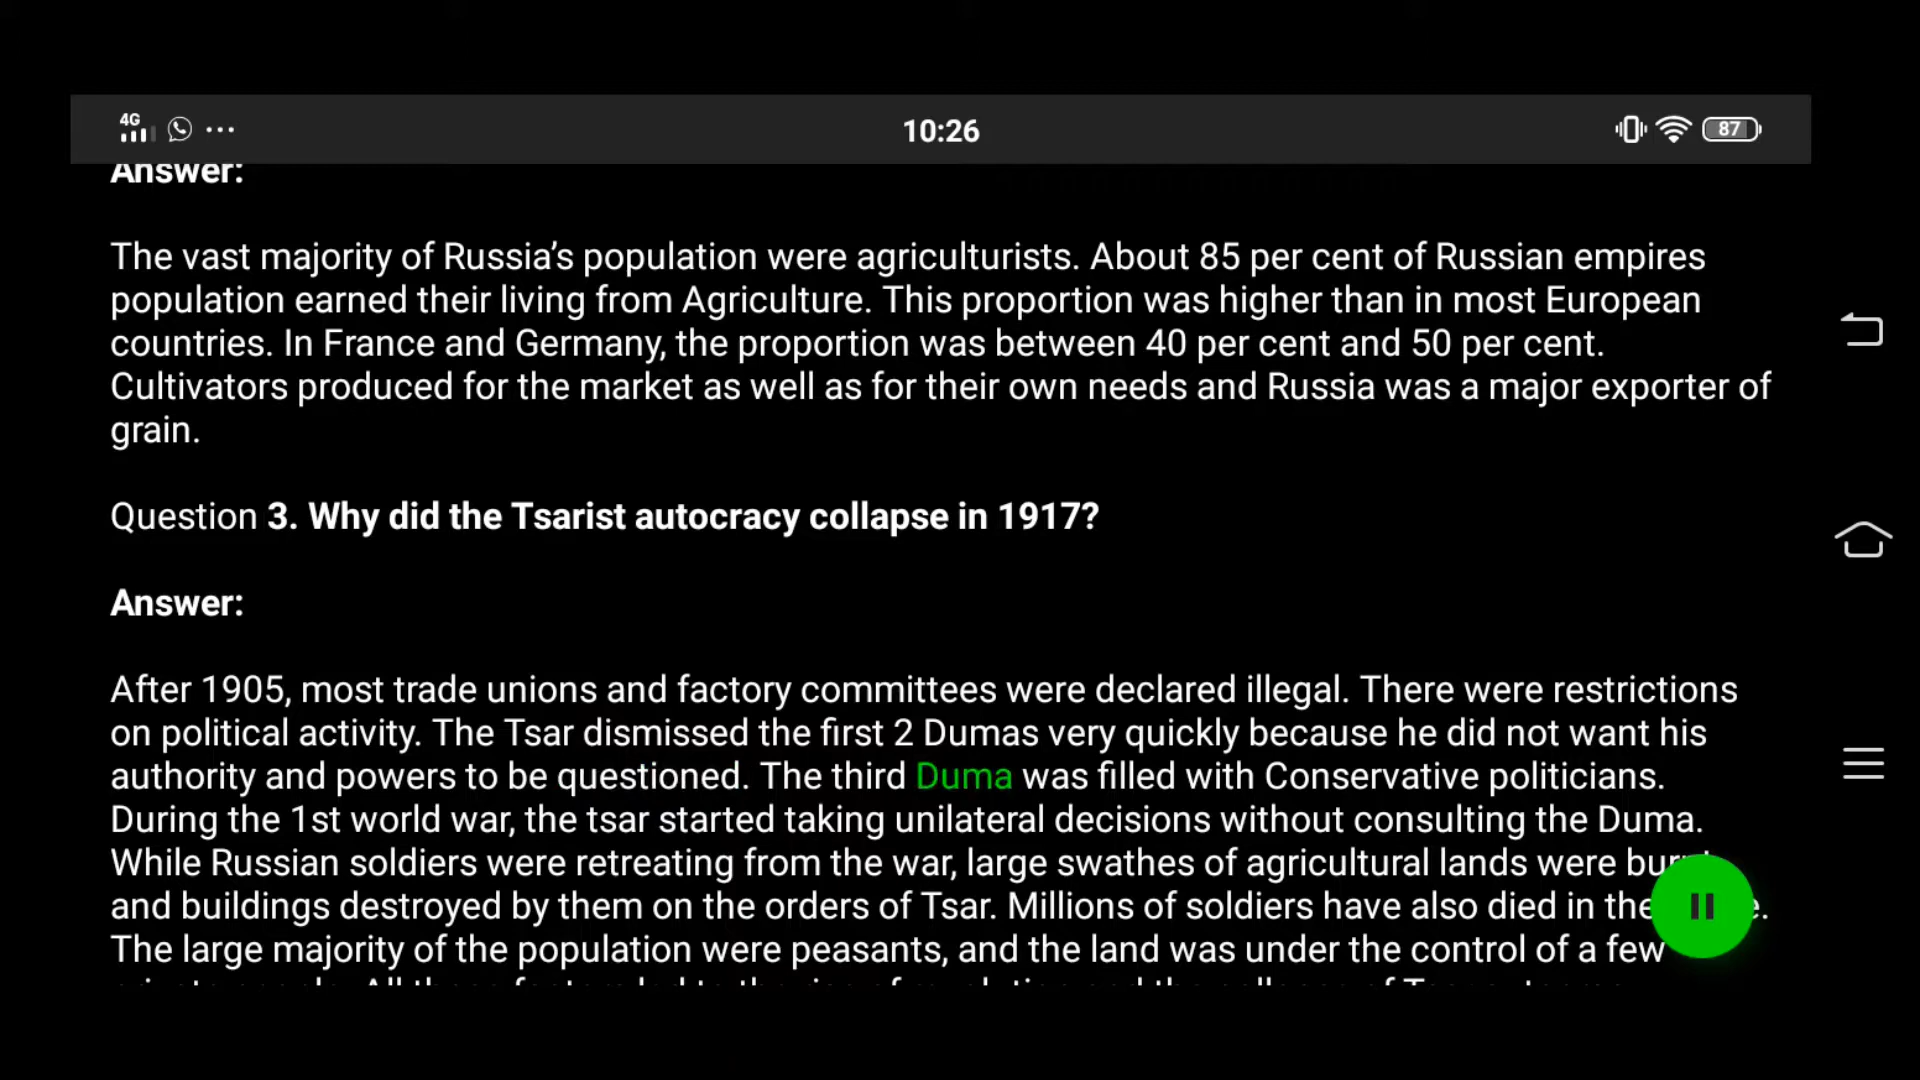 4G 10:26 87
Answer:
The vast majority of Russia’s population were agriculturists. About 85 per cent of Russian empires
population earned their living from Agriculture. This proportion was higher than in most European
countries. In France and Germany, the proportion was between 40 per cent and 50 per cent.
Cultivators produced for the market as well as for their own needs and Russia was a major exporter of
grain.
Question 3. Why did the Tsarist autocracy collapse in 1917?
Answer:
After 1905, most trade unions and factory committees were declared illegal. There were restrictions
on political activity. The Tsar dismissed the first 2 Dumas very quickly because he did not want his
authority and powers to be questioned. The third Duma was filled with Conservative politicians.
During the 1st world war, the tsar started taking unilateral decisions without consulting the Duma.
While Russian soldiers were retreating from the war, large swathes of agricultural lands were
and buildings destroyed by them on the orders of Tsar. Millions of soldiers have also died in the
The large majority of the population were peasants, and the land was under the control of a few